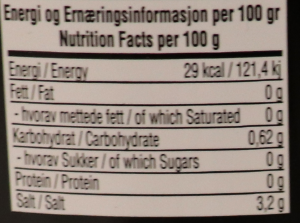 Energi og Ernæringsinformasjon per 100 gr
Nutrition Facts per 100 g
Energi / Energy 29 kcal / 121,4 kj
Fett / Fat 0 g
- hvorav mettede fett / of which Saturated 0 g
Karbohydrat / Carbohydrate 0,62 g
- hvorav Sukker / of which Sugars 0 g
Protein / Protein 0 g
Salt / Salt 3,2 g